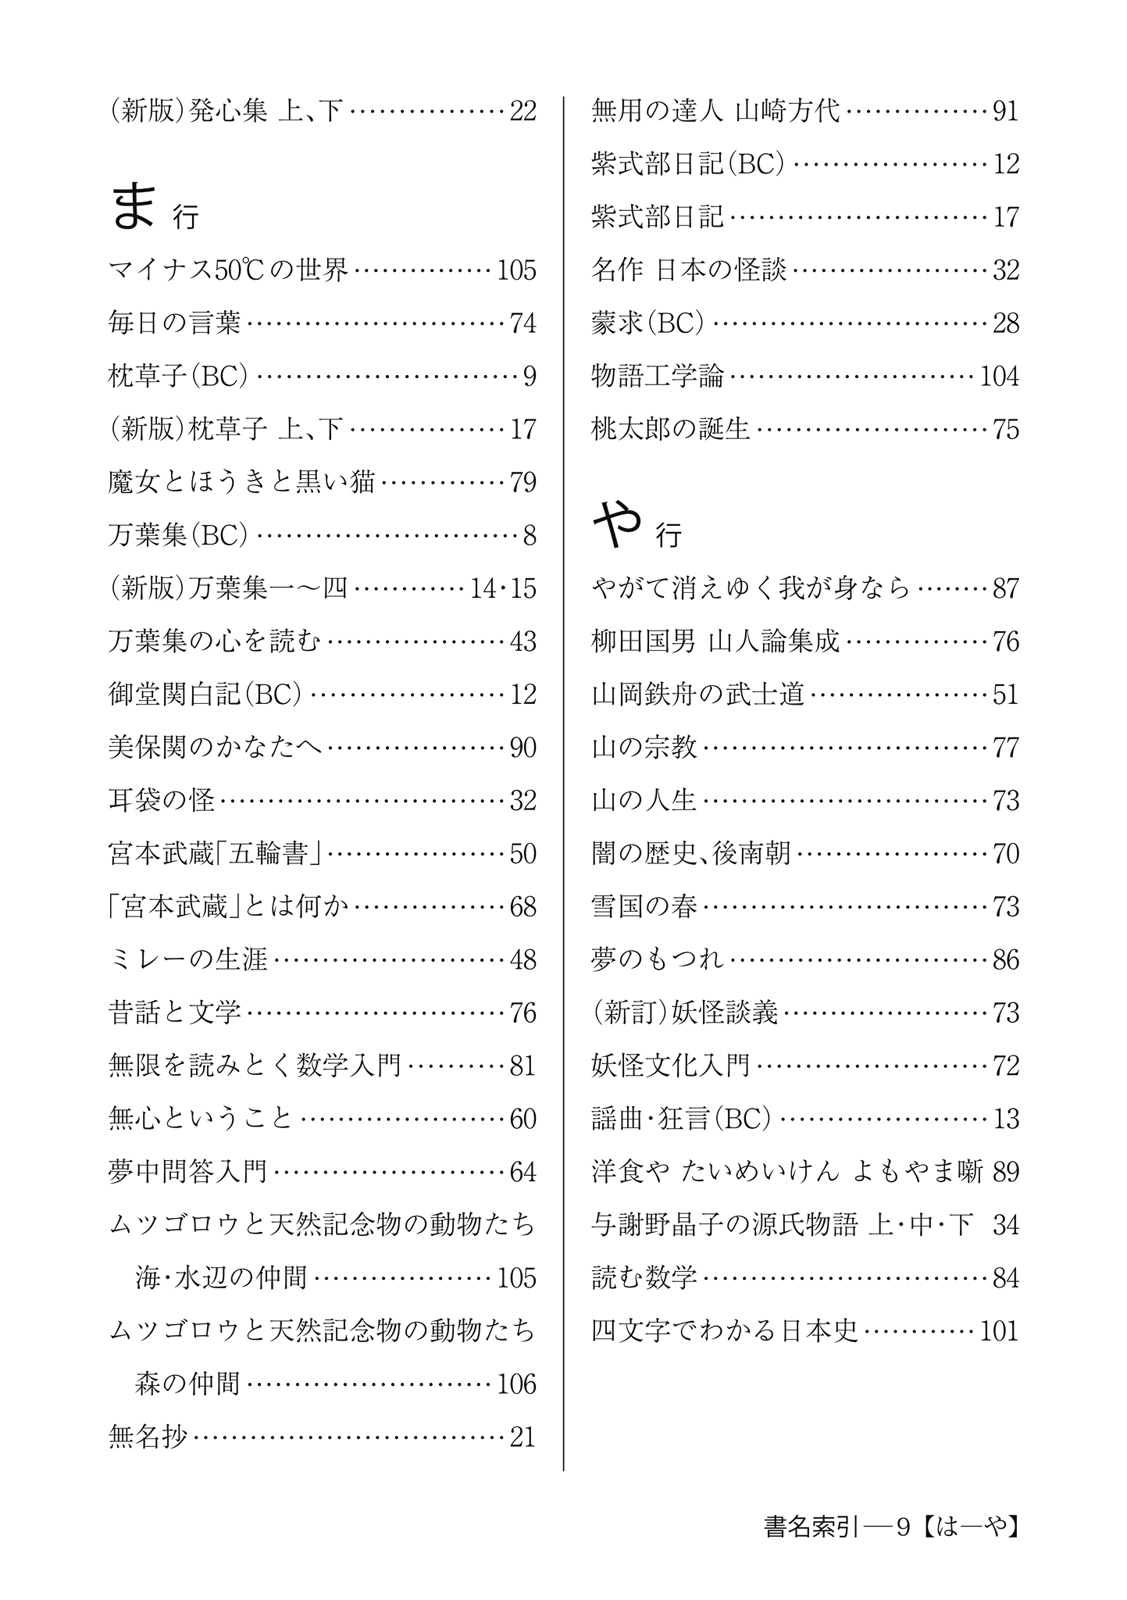 （新版）発心集 上、下……………22
ま 行
マイナス50℃の世界……………105
毎日の言葉………………………74
枕草子（BC）………………………9
（新版）枕草子 上、下……………17
魔女とほうきと黒い猫…………79
万葉集（BC）………………………8
（新版）万葉集一〜四…………14・15
万葉集の心を読む………………43
御堂関白記（BC）………………12
美保関のかなたへ………………90
耳袋の怪…………………………32
宮本武蔵「五輪書」………………50
「宮本武蔵」とは何か……………68
ミレーの生涯……………………48
昔話と文学………………………76
無限を読みとく数学入門………81
無心ということ…………………60
夢中問答入門……………………64
ムツゴロウと天然記念物の動物たち
海・水辺の仲間………………105
ムツゴロウと天然記念物の動物たち
森の仲間……………………106
無名抄……………………………21
無用の達人 山崎方代……………91
紫式部日記（BC）…………………12
紫式部日記………………………17
名作 日本の怪談…………………32
蒙求（BC）…………………………28
物語工学論……………………104
桃太郎の誕生……………………75
や 行
やがて消えゆく我が身なら………87
柳田国男 山人論集成……………76
山岡鉄舟の武士道………………51
山の宗教…………………………77
山の人生…………………………73
闇の歴史、後南朝…………………70
雪国の春…………………………73
夢のもつれ………………………86
（新訂）妖怪談義…………………73
妖怪文化入門……………………72
謡曲・狂言（BC）…………………13
洋食や たいめいけん よもやま噺 89
与謝野晶子の源氏物語 上・中・下 34
読む数学…………………………84
四文字でわかる日本史…………101
書名索引―9【は―や】